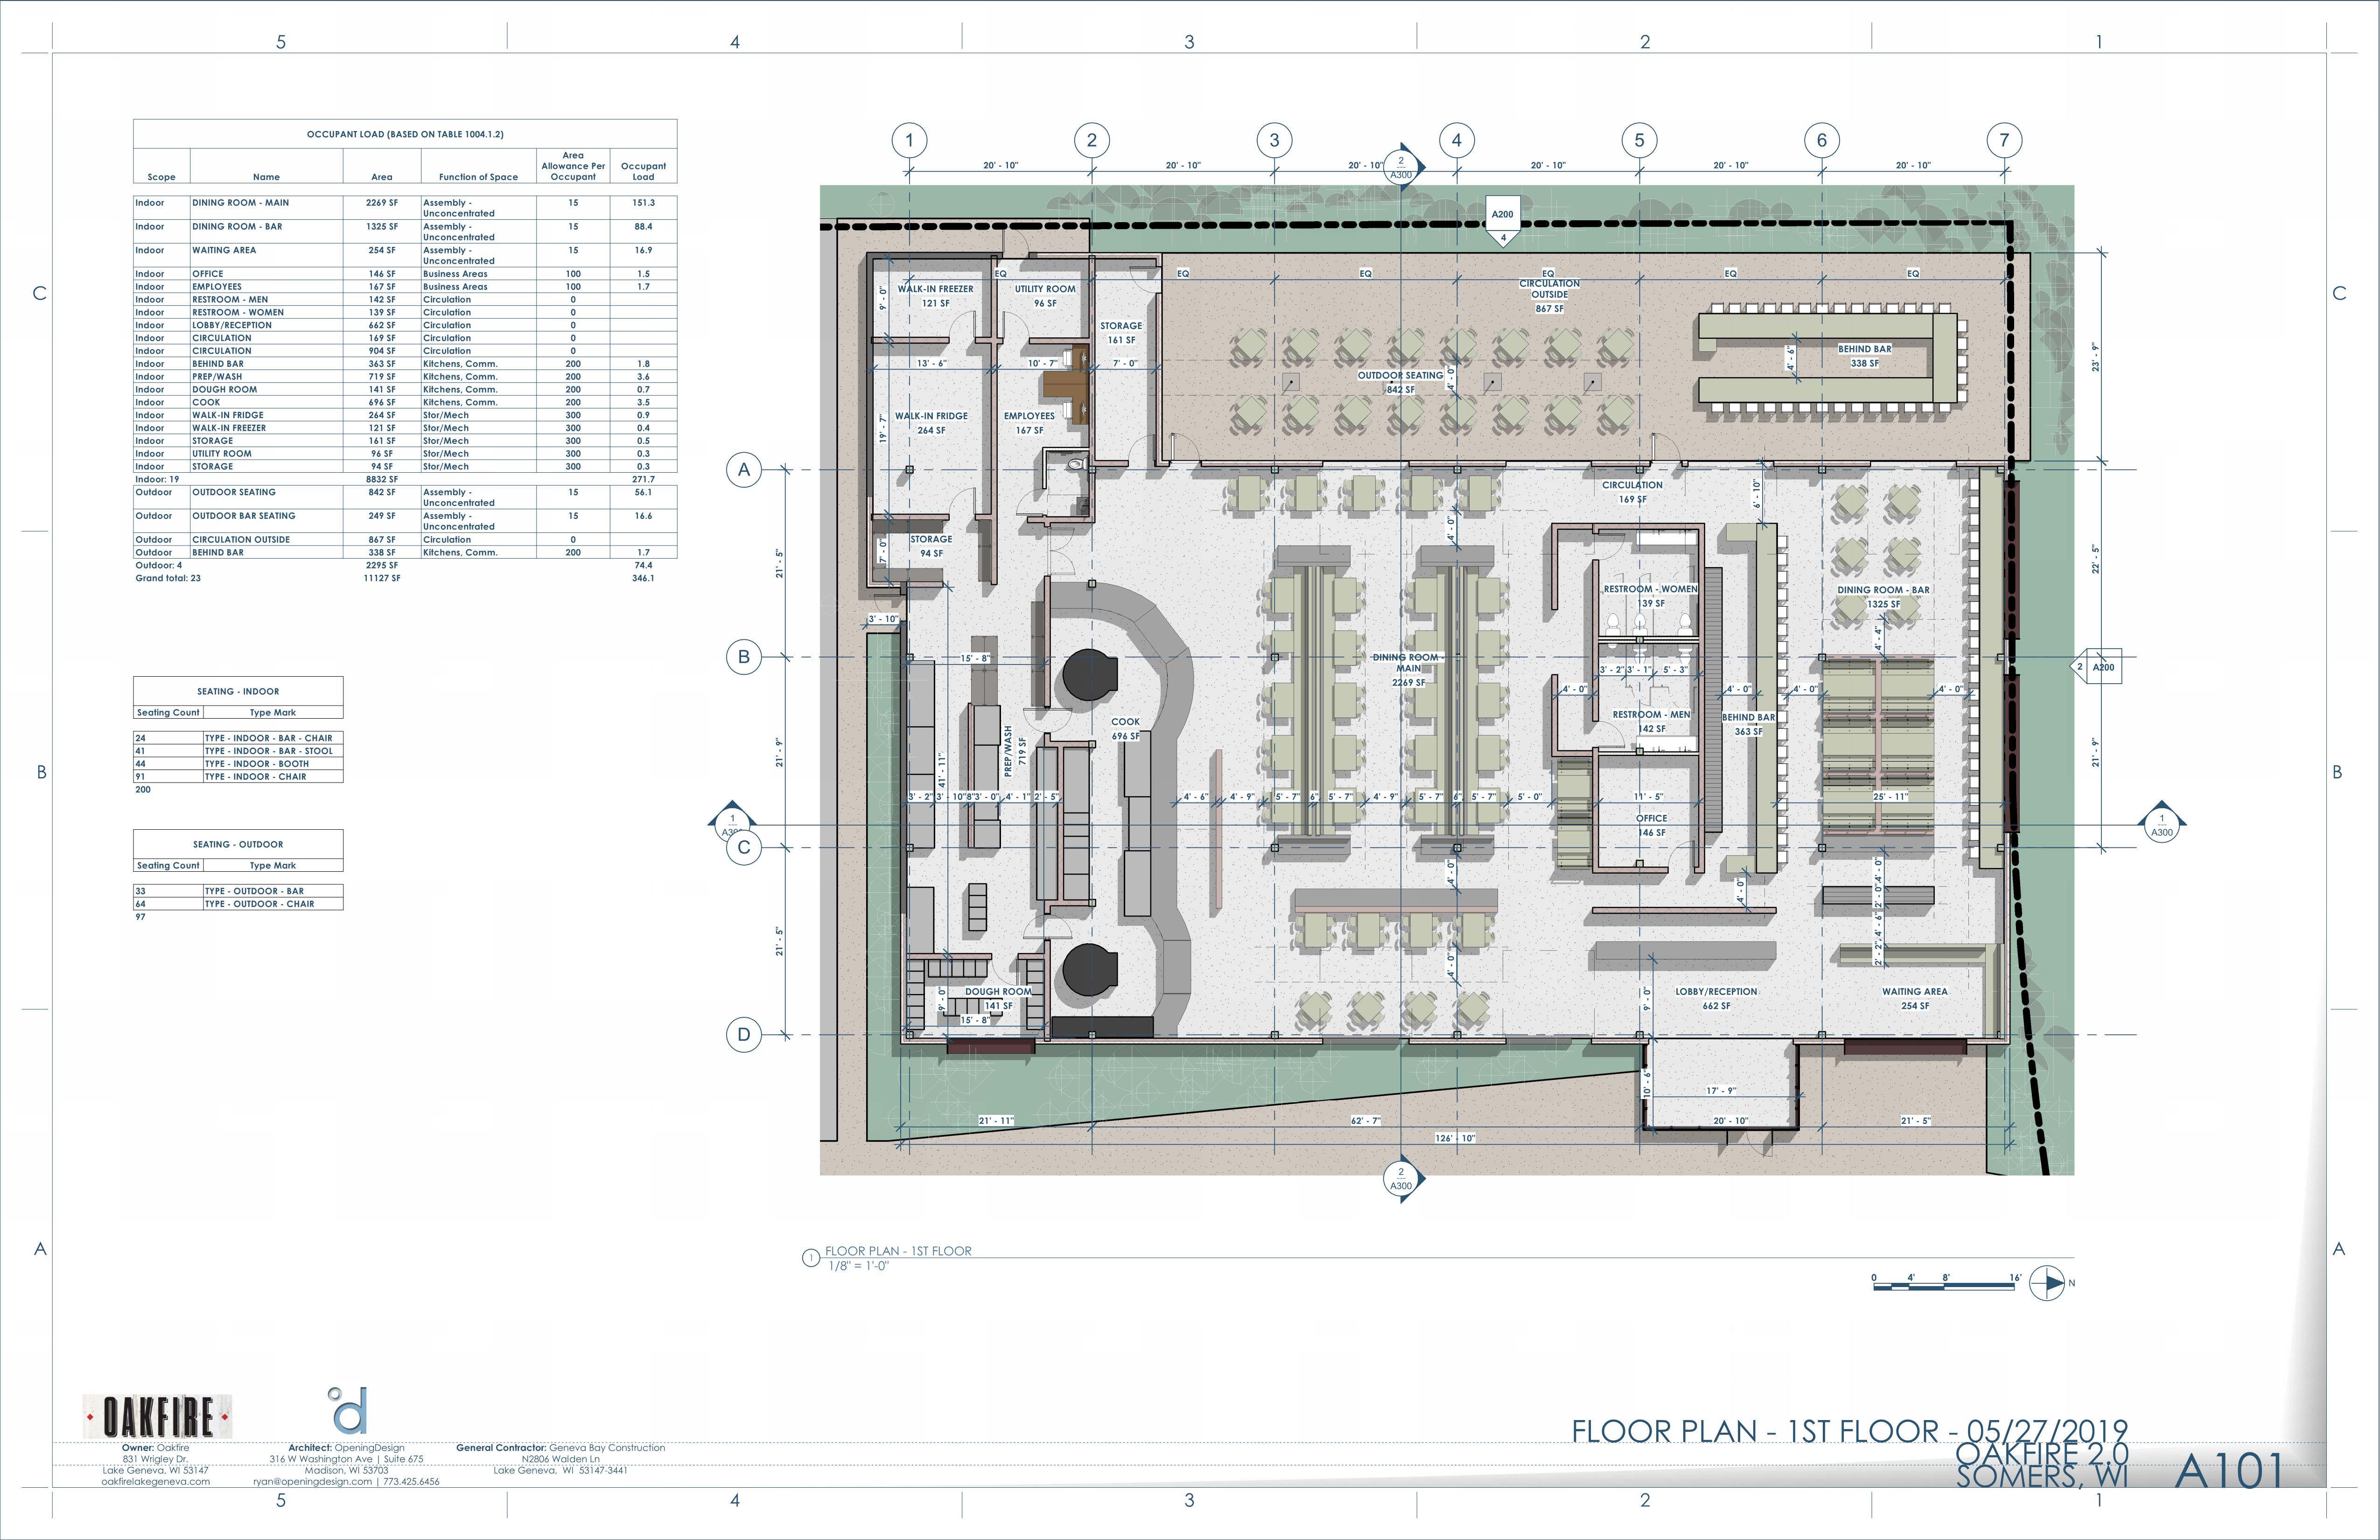 5 4 3 2 1
OCCUPANT LOAD (BASED ON TABLE 1004.1.2)
Scope Name Area Function of Space Area Allowance Per Occupant Occupant Load
Indoor DINING ROOM - MAIN 2269 SF Assembly - Unconcentrated 15 151.3
Indoor DINING ROOM - BAR 1325 SF Assembly - Unconcentrated 15 88.4
Indoor WAITING AREA 254 SF Assembly - Unconcentrated 15 16.9
Indoor OFFICE 146 SF Business Areas 100 1.5
Indoor EMPLOYEES 167 SF Business Areas 100 1.7
Indoor RESTROOM - MEN 142 SF Circulation 0
Indoor RESTROOM - WOMEN 139 SF Circulation 0
Indoor LOBBY/RECEPTION 662 SF Circulation 0
Indoor CIRCULATION 169 SF Circulation 0
Indoor CIRCULATION 904 SF Circulation 0
Indoor BEHIND BAR 363 SF Kitchens, Comm. 200 1.8
Indoor PREP/WASH 719 SF Kitchens, Comm. 200 3.6
Indoor DOUGH ROOM 141 SF Kitchens, Comm. 200 0.7
Indoor COOK 696 SF Kitchens, Comm. 200 3.5
Indoor WALK-IN FRIDGE 264 SF Stor/Mech 300 0.9
Indoor WALK-IN FREEZER 121 SF Stor/Mech 300 0.4
Indoor STORAGE 161 SF Stor/Mech 300 0.5
Indoor UTILITY ROOM 96 SF Stor/Mech 300 0.3
Indoor STORAGE 94 SF Stor/Mech 300 0.3
Indoor: 19 8832 SF 271.7
Outdoor OUTDOOR SEATING 842 SF Assembly - Unconcentrated 15 56.1
Outdoor OUTDOOR BAR SEATING 249 SF Assembly - Unconcentrated 15 16.6
Outdoor CIRCULATION OUTSIDE 867 SF Circulation 0
Outdoor BEHIND BAR 338 SF Kitchens, Comm. 200 1.7
Outdoor: 4 2295 SF 74.4
Grand total: 23 11127 SF 346.1
SEATING - INDOOR
Seating Count Type Mark
24 TYPE - INDOOR - BAR - CHAIR
41 TYPE - INDOOR - BAR - STOOL
44 TYPE - INDOOR - BOOTH
91 TYPE - INDOOR - CHAIR
200
SEATING - OUTDOOR
Seating Count Type Mark
33 TYPE - OUTDOOR - BAR
64 TYPE - OUTDOOR - CHAIR
97
1 2 3 4 5 6 7
20' - 10" 20' - 10" 20' - 10" 20' - 10" 20' - 10" 20' - 10"
2
A300
A200
4
EQ EQ EQ EQ EQ EQ
WALK-IN FREEZER
121 SF
9' - 0"
UTILITY ROOM
96 SF
STORAGE
161 SF
CIRCULATION
OUTSIDE
867 SF
BEHIND BAR
338 SF
4' - 6"
23' - 9"
13' - 6" 10' - 7" 7' - 0"
OUTDOOR SEATING
842 SF
4' - 0"
WALK-IN FRIDGE
264 SF
19' - 7"
EMPLOYEES
167 SF
A
CIRCULATION
169 SF
6' - 10"
4' - 0"
STORAGE
94 SF
7' - 0"
21' - 5"
22' - 5"
3' - 10"
RESTROOM - WOMEN
139 SF
DINING ROOM - BAR
1325 SF
4' - 4"
B
15' - 8"
DINING ROOM -
MAIN
2269 SF
3' - 2" 3' - 1" 5' - 3"
4' - 0" 4' - 0" 4' - 0" 4' - 0"
2 A200
RESTROOM - MEN
142 SF
BEHIND BAR
363 SF
COOK
696 SF
PREP/WASH
719 SF
41' - 11"
21' - 9"
21' - 9"
3' - 2" 3' - 10" 8" 3' - 0" 4' - 1" 2' - 5" 4' - 6" 4' - 9" 5' - 7" 6" 5' - 7" 4' - 9" 5' - 7" 6" 5' - 7" 5' - 0" 11' - 5" 25' - 11"
OFFICE
146 SF
1
A300
1
A300
C
4' - 0" 4' - 0" 4' - 0"
2' - 0"
4' - 6"
2' - 2"
4' - 0"
21' - 5"
DOUGH ROOM
141 SF
9' - 0"
15' - 8"
LOBBY/RECEPTION
662 SF
9' - 0"
WAITING AREA
254 SF
D
10' - 6"
17' - 9"
21' - 11" 62' - 7" 20' - 10" 21' - 5"
126' - 10"
2
A300
1 FLOOR PLAN - 1ST FLOOR
1/8" = 1'-0"
0 4' 8' 16'
N
C C
B B
A A
OAKFIRE
d
Owner: Oakfire
831 Wrigley Dr.
Lake Geneva, WI 53147
oakfirelakegeneva.com
Architect: OpeningDesign
316 W Washington Ave | Suite 675
Madison, WI 53703
ryan@openingdesign.com | 773.425.6456
General Contractor: Geneva Bay Construction
N2806 Walden Ln
Lake Geneva, WI 53147-3441
FLOOR PLAN - 1ST FLOOR - 05/27/2019
OAKFIRE 2.0
SOMERS, WI
A101
5 4 3 2 1